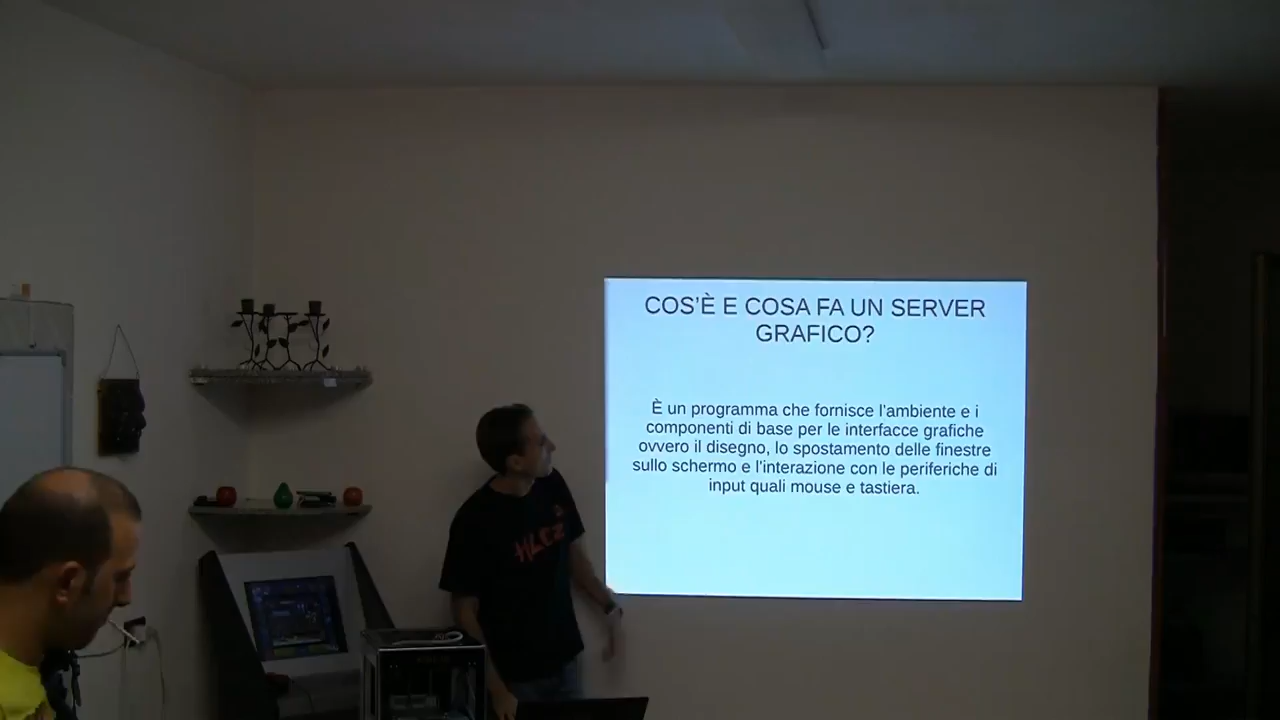 COS'È E COSA FA UN SERVER
GRAFICO?
È un programma che fornisce l'ambiente e i
componenti di base per le interfacce grafiche
ovvero il disegno, lo spostamento delle finestre
sullo schermo e l'interazione con le periferiche di
input quali mouse e tastiera.